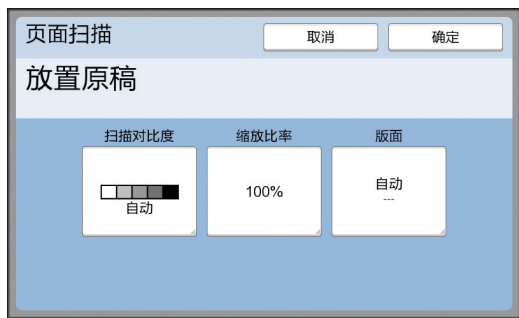 页面扫描
取消
确定
放置原稿
扫描对比度
缩放比率
版面
自动
100%
自动
---